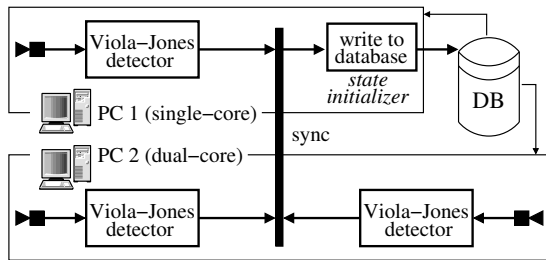 Viola−Jones
detector
write to
database
state
initializer
DB
PC 1 (single−core)
sync
PC 2 (dual−core)
Viola−Jones
detector
Viola−Jones
detector